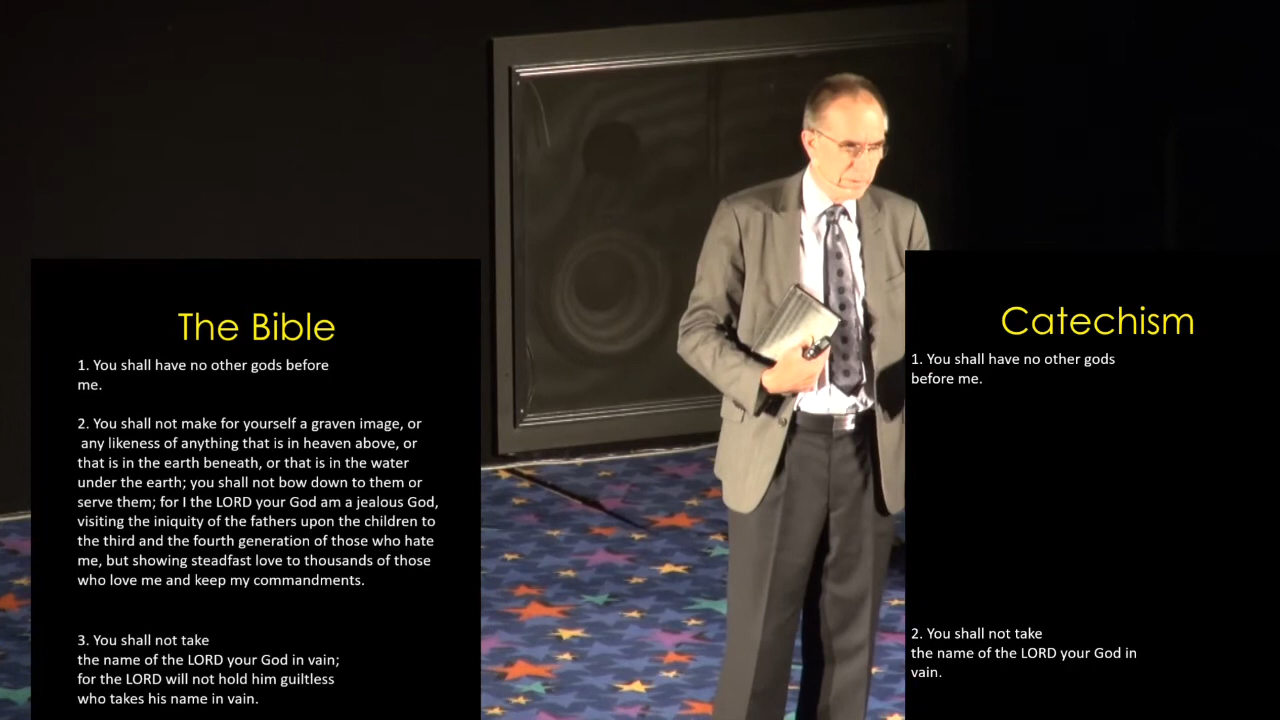 The Bible
1. You shall have no other gods before
me.
2. You shall not make for yourself a graven image, or
any likeness of anything that is in heaven above, or
that is in the earth beneath, or that is in the water
under the earth; you shall not bow down to them or
serve them; for I the LORD your God am a jealous God,
visiting the iniquity of the fathers upon the children to
the third and the fourth generation of those who hate
me, but showing steadfast love to thousands of those
who love me and keep my commandments.
3. You shall not take
the name of the LORD your God in vain;
for the LORD will not hold him guiltless
who takes his name in vain.
Catechism
1. You shall have no other gods
before me.
2. You shall not take
the name of the LORD your God in
vain.